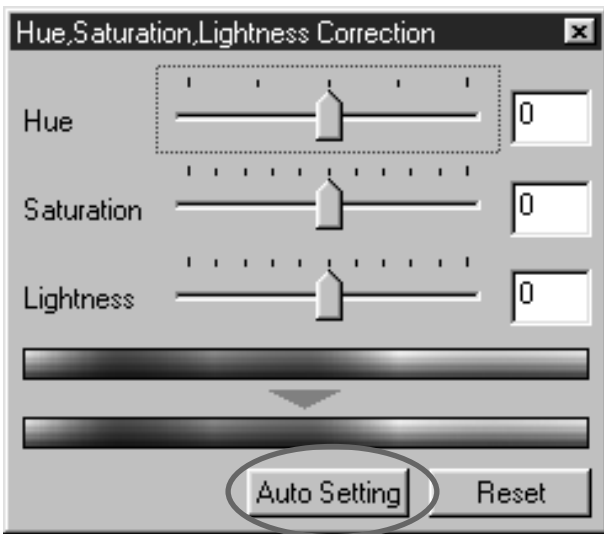 Hue,Saturation,Lightness Correction
Hue 0
Saturation 0
Lightness 0
Auto Setting Reset